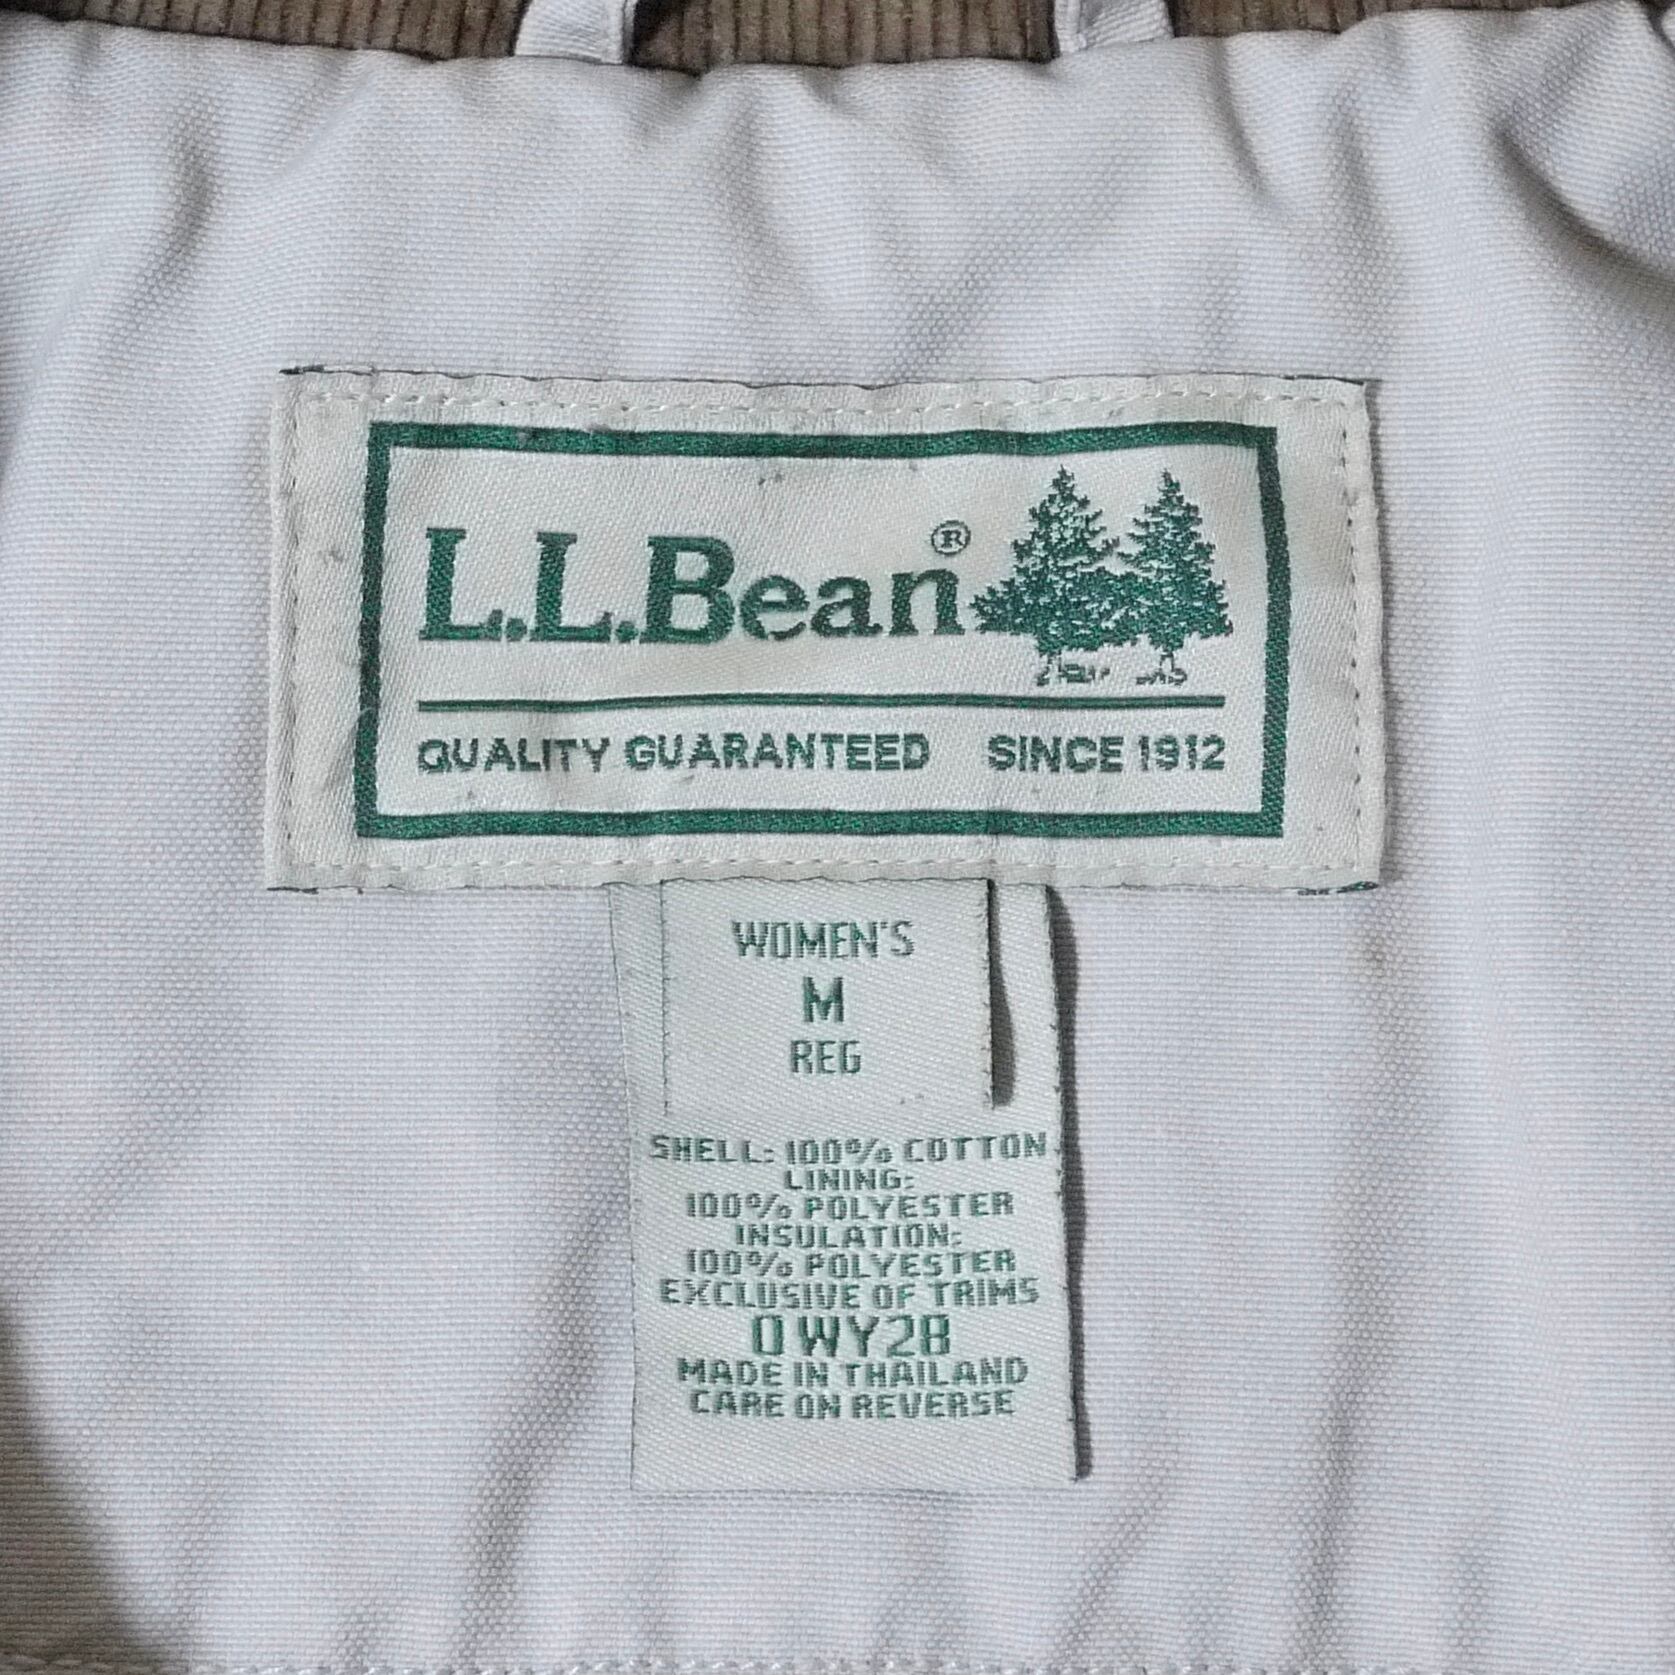 L.L.Bean®
QUALITY GUARANTEED SINCE 1912
WOMEN'S
M
REG
SHELL: 100% COTTON
LINING:
100% POLYESTER
INSULATION:
100% POLYESTER
EXCLUSIVE OF TRIMS
0WY28
MADE IN THAILAND
CARE ON REVERSE